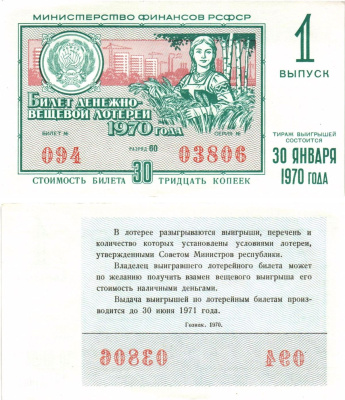 МИНИСТЕРСТВО ФИНАНСОВ РСФСР
1
ВЫПУСК
БИЛЕТ ДЕНЕЖНО-
ВЕЩЕВОЙ ЛОТЕРЕИ
1970 ГОДА
БИЛЕТ № СЕРИЯ №
094 РАЗРЯД 60 03806
ТИРАЖ ВЫИГРЫШЕЙ
СОСТОИТСЯ
30 ЯНВАРЯ
1970 ГОДА
СТОИМОСТЬ БИЛЕТА 30 ТРИДЦАТЬ КОПЕЕК
В лотерее разыгрываются выигрыши, перечень и
количество которых установлены условиями лотереи,
утвержденными Советом Министров республики.
Владелец выигравшего лотерейного билета может
по желанию получить взамен вещевого выигрыша его
стоимость наличными деньгами.
Выдача выигрышей по лотерейным билетам произ-
водится до 30 июня 1971 года.
Гознак. 1970.
03806 094